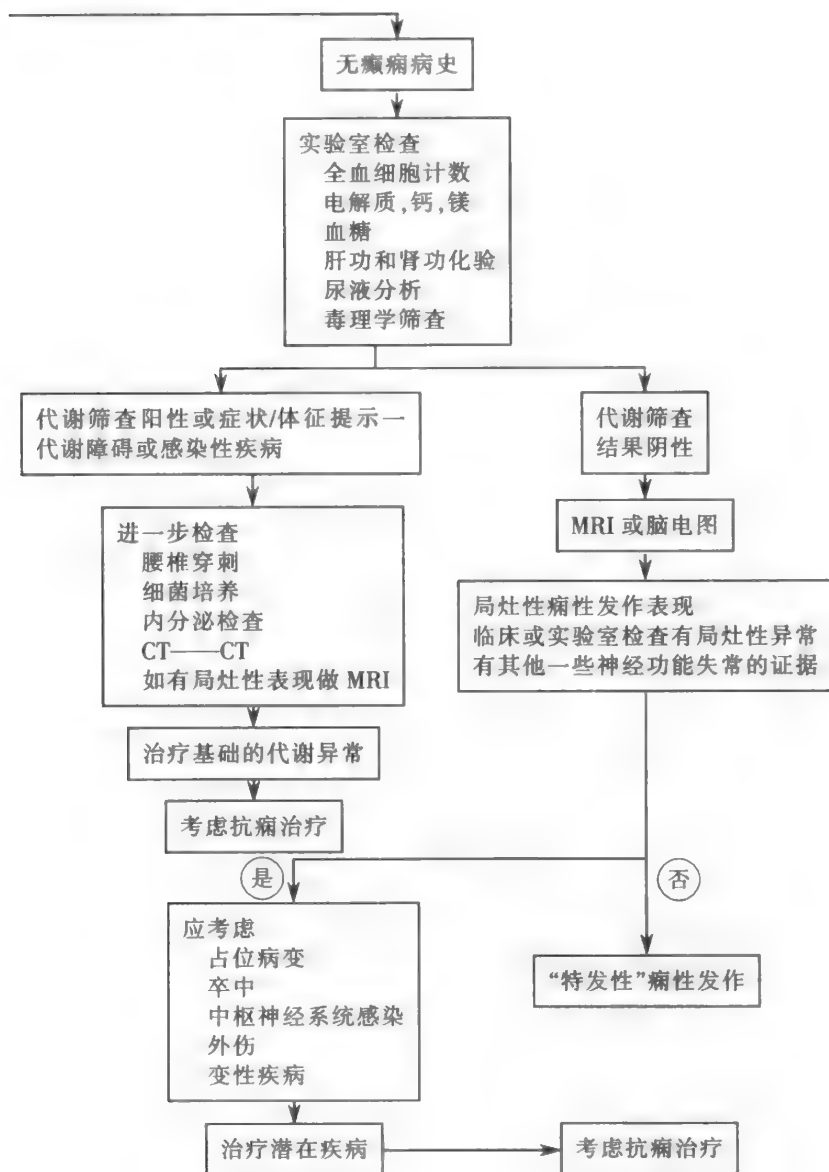 无癫痫病史
实验室检查
全血细胞计数
电解质,钙,镁
血糖
肝功和肾功化验
尿液分析
毒理学筛查
代谢筛查阳性或症状/体征提示一
代谢障碍或感染性疾病
代谢筛查
结果阴性
进一步检查
腰椎穿刺
细菌培养
内分泌检查
CT——CT
如有局灶性表现做 MRI
MRI 或脑电图
局灶性痫性发作表现
临床或实验室检查有局灶性异常
有其他一些神经功能失常的证据
治疗基础的代谢异常
考虑抗痫治疗
是
否
应考虑
占位病变
卒中
中枢神经系统感染
外伤
变性疾病
“特发性”痫性发作
治疗潜在疾病
考虑抗痫治疗